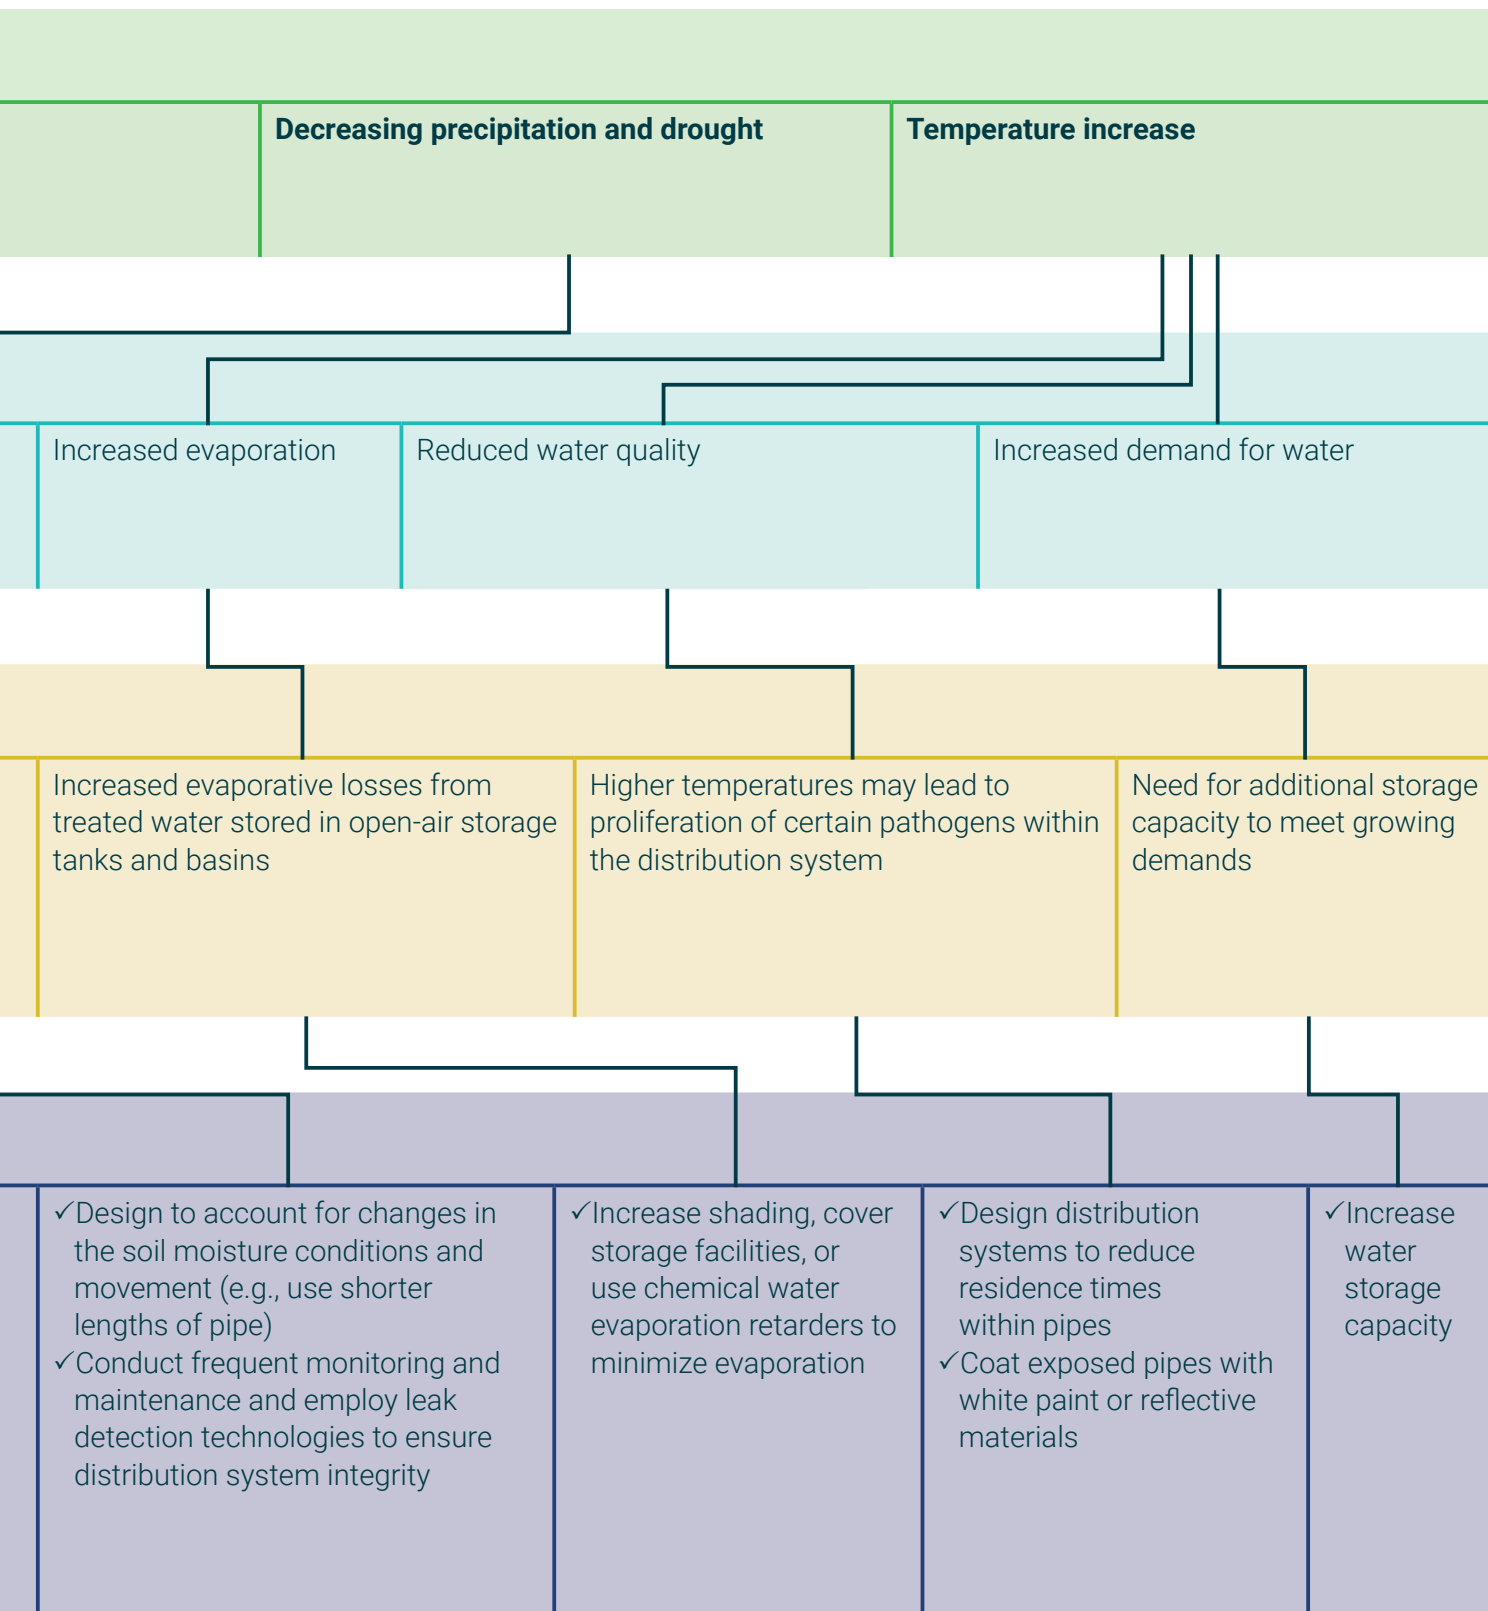 Decreasing precipitation and drought
Temperature increase
Increased evaporation
Reduced water quality
Increased demand for water
Increased evaporative losses from
treated water stored in open-air storage
tanks and basins
Higher temperatures may lead to
proliferation of certain pathogens within
the distribution system
Need for additional storage
capacity to meet growing
demands
✓Design to account for changes in
the soil moisture conditions and
movement (e.g., use shorter
lengths of pipe)
✓Conduct frequent monitoring and
maintenance and employ leak
detection technologies to ensure
distribution system integrity
✓Increase shading, cover
storage facilities, or
use chemical water
evaporation retarders to
minimize evaporation
✓Design distribution
systems to reduce
residence times
within pipes
✓Coat exposed pipes with
white paint or reflective
materials
✓Increase
water
storage
capacity